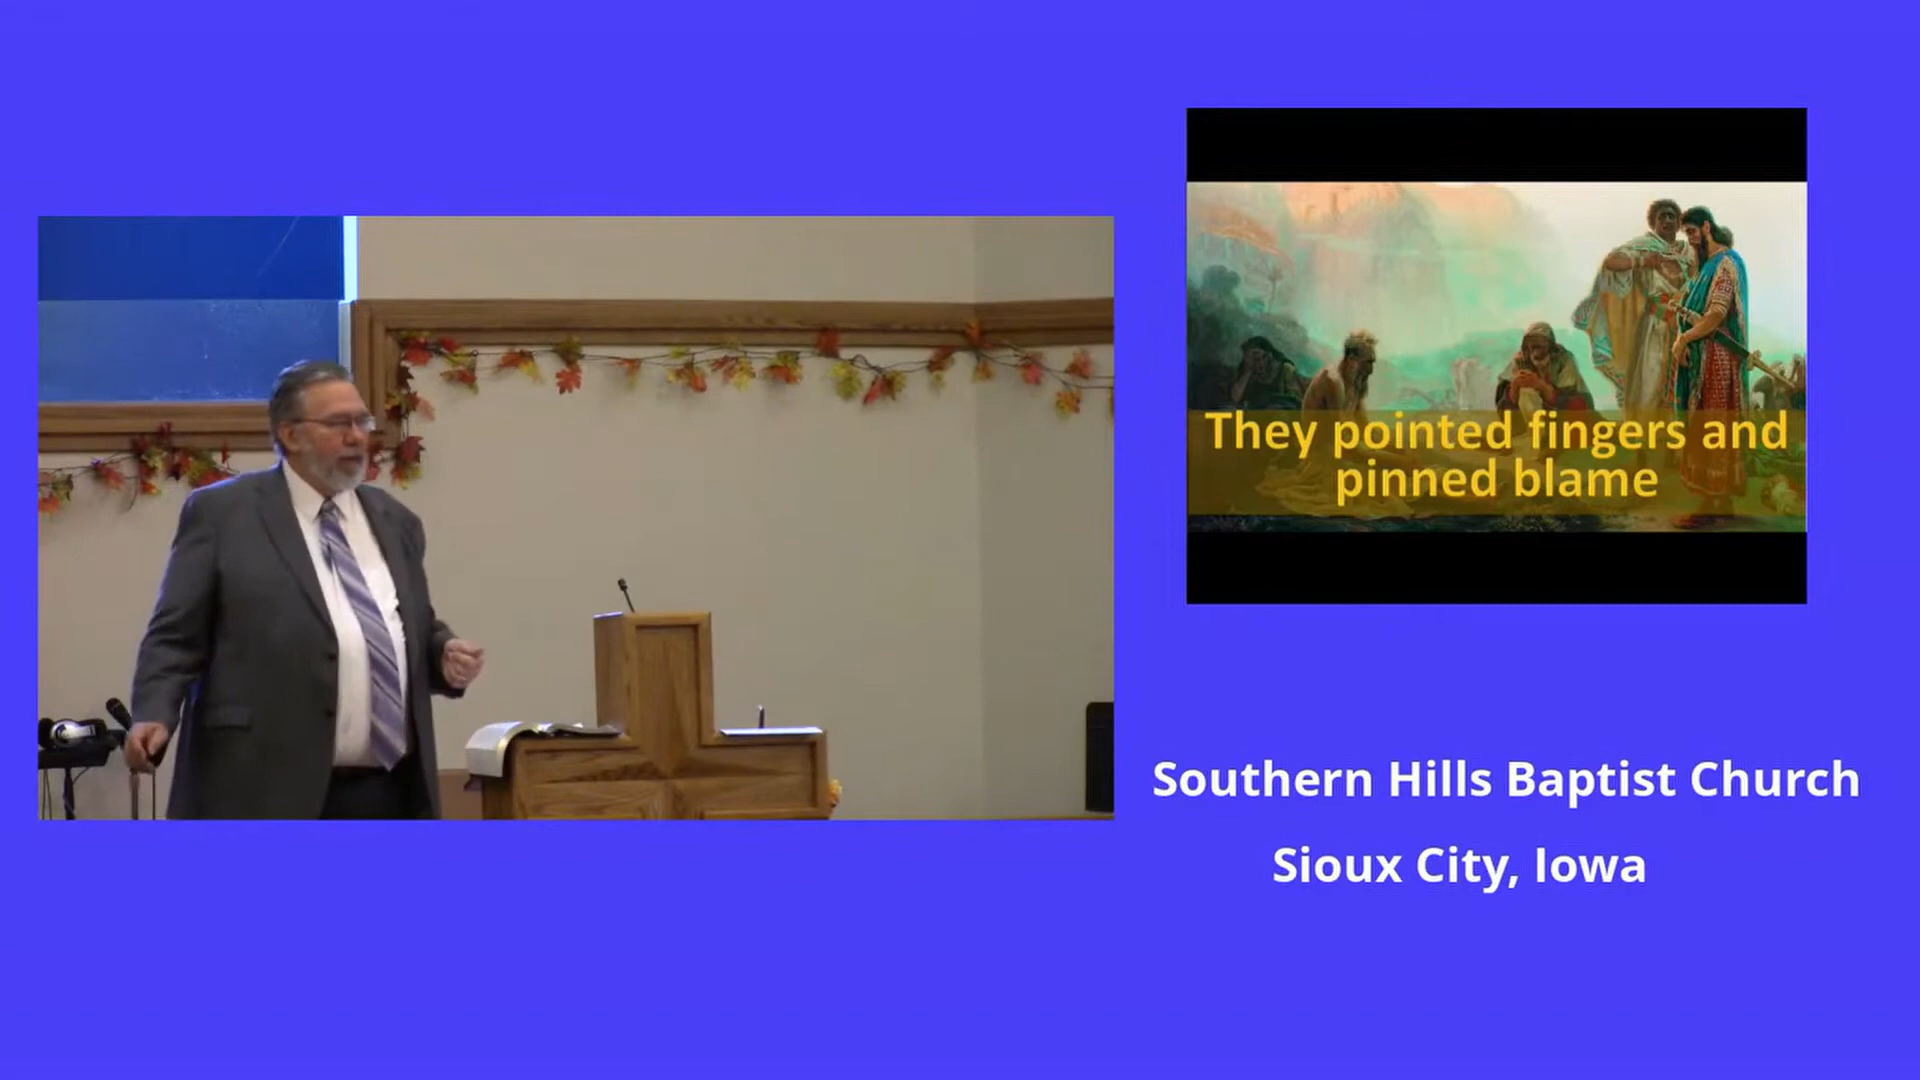 They pointed fingers and
pinned blame
Southern Hills Baptist Church
Sioux City, Iowa